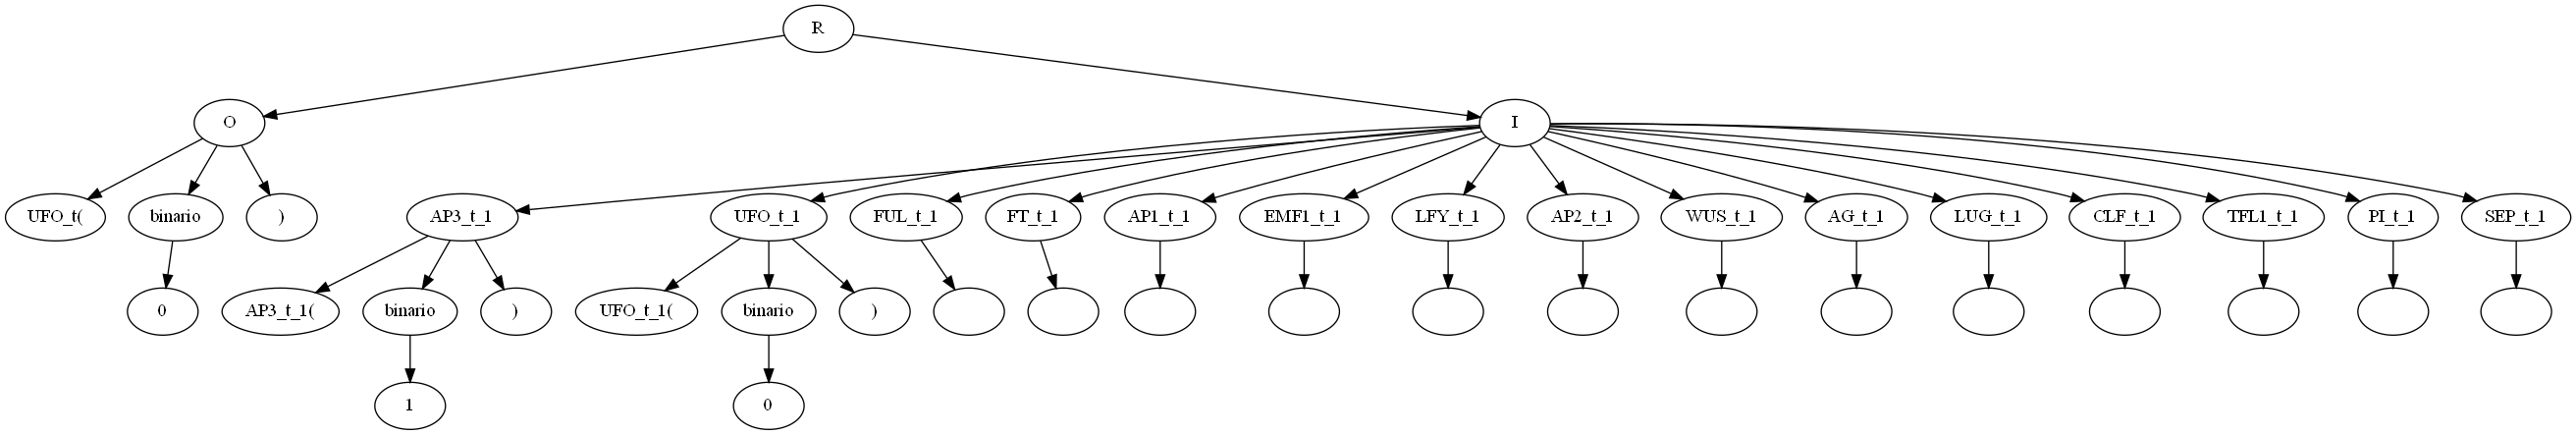 R
O I
UFO_t( binario ) AP3_t_1 UFO_t_1 FUL_t_1 FT_t_1 AP1_t_1 EMF1_t_1 LFY_t_1 AP2_t_1 WUS_t_1 AG_t_1 LUG_t_1 CLF_t_1 TFL1_t_1 PI_t_1 SEP_t_1
0 AP3_t_1( binario ) UFO_t_1( binario )
1 0